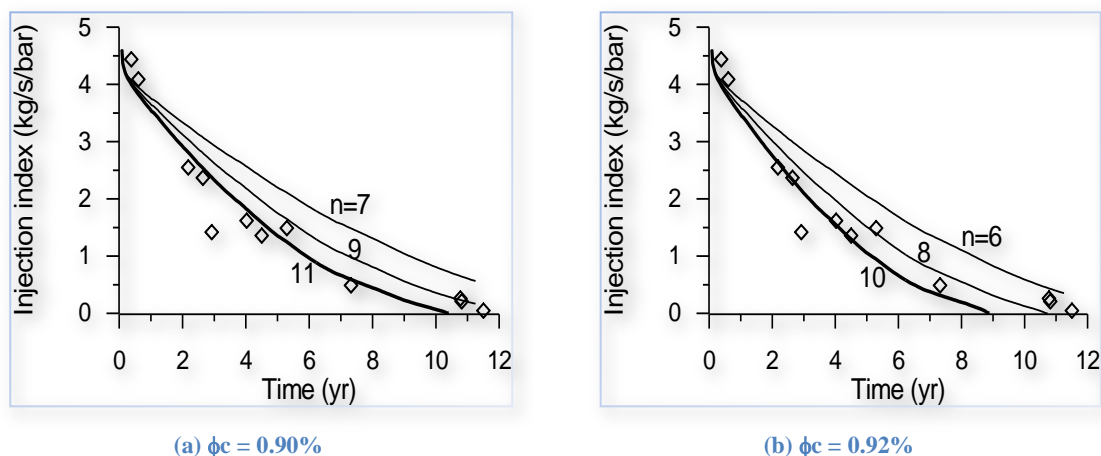 Injection index (kg/s/bar)
5
4
3
2
1
0
n=7
9
11
0 2 4 6 8 10 12
Time (yr)
(a) ϕc = 0.90%
Injection index (kg/s/bar)
5
4
3
2
1
0
n=6
8
10
0 2 4 6 8 10 12
Time (yr)
(b) ϕc = 0.92%